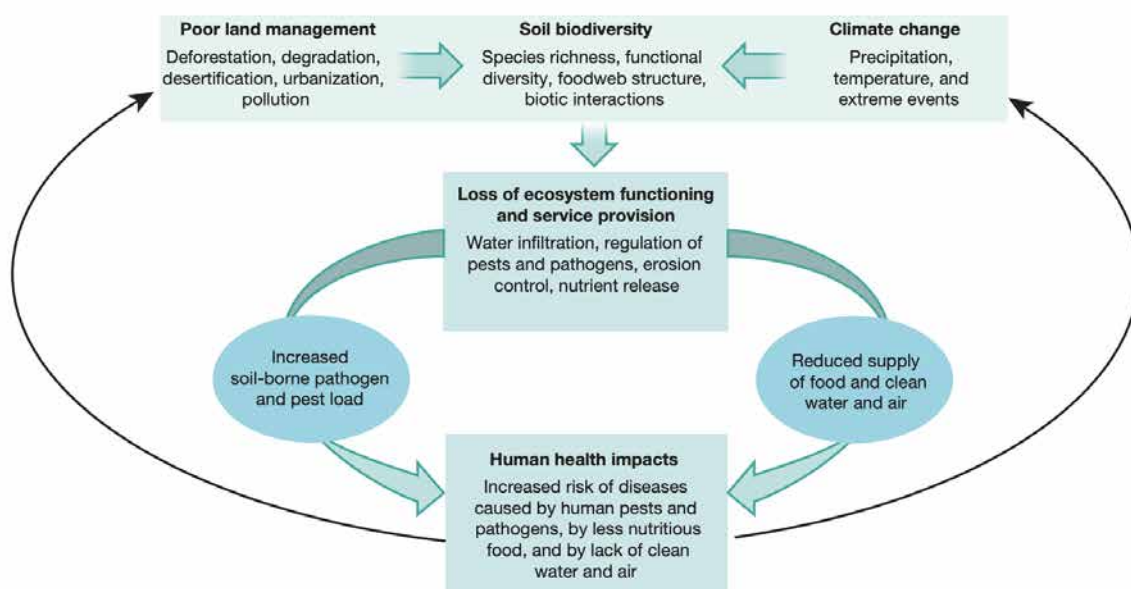 Poor land management
Deforestation, degradation,
desertification, urbanization,
pollution
Soil biodiversity
Species richness, functional
diversity, foodweb structure,
biotic interactions
Climate change
Precipitation,
temperature, and
extreme events
Loss of ecosystem functioning
and service provision
Water infiltration, regulation of
pests and pathogens, erosion
control, nutrient release
Increased
soil-borne pathogen
and pest load
Reduced supply
of food and clean
water and air
Human health impacts
Increased risk of diseases
caused by human pests and
pathogens, by less nutritious
food, and by lack of clean
water and air